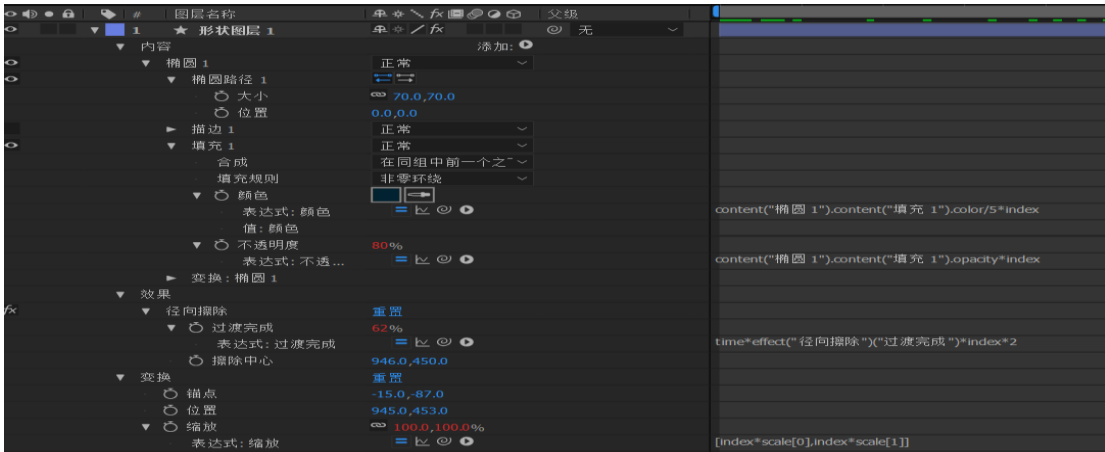 # 图层名称 父级
1 ★ 形状图层 1 无
内容 添加:
椭圆 1 正常
椭圆路径 1
大小 70.0,70.0
位置 0.0,0.0
描边 1 正常
填充 1 正常
合成 在同组中前一个之
填充规则 非零环绕
颜色
表达式: 颜色 content("椭圆 1").content("填充 1").color/5*index
值: 颜色
不透明度 80%
表达式: 不透... content("椭圆 1").content("填充 1").opacity*index
变换: 椭圆 1
效果
fx 径向擦除 重置
过渡完成 62%
表达式: 过渡完成 time*effect("径向擦除")("过渡完成")*index*2
擦除中心 946.0,450.0
变换 重置
锚点 -15.0,-87.0
位置 945.0,453.0
缩放 100.0,100.0%
表达式: 缩放 [index*scale[0],index*scale[1]]